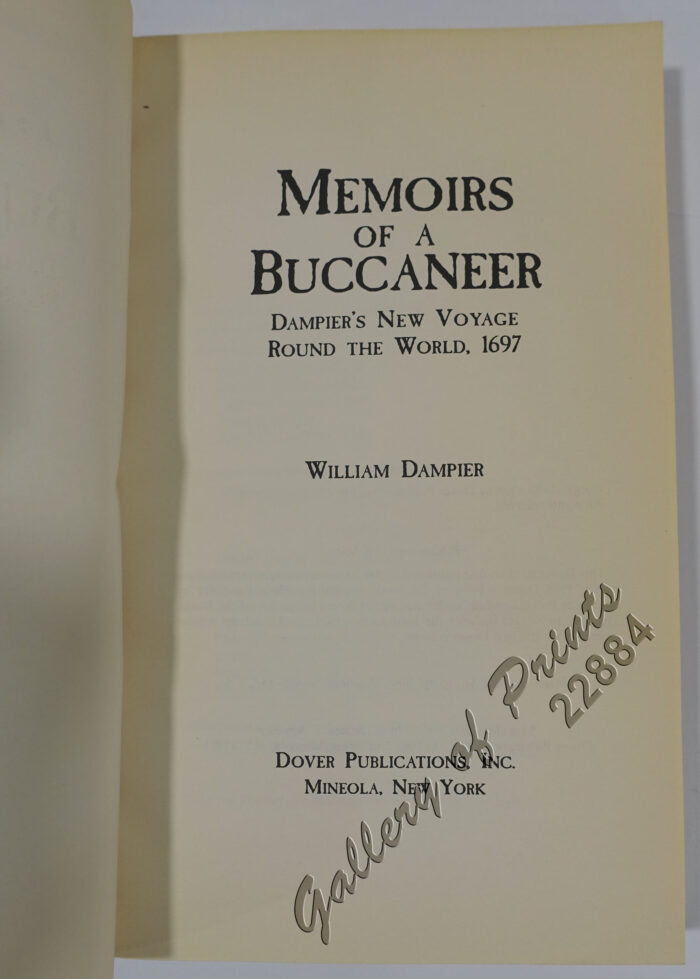 MEMOIRS
OF A
BUCCANEER
DAMPIER'S NEW VOYAGE
ROUND THE WORLD, 1697
WILLIAM DAMPIER
DOVER PUBLICATIONS, INC.
MINEOLA, NEW YORK
Gallery of Prints
22884